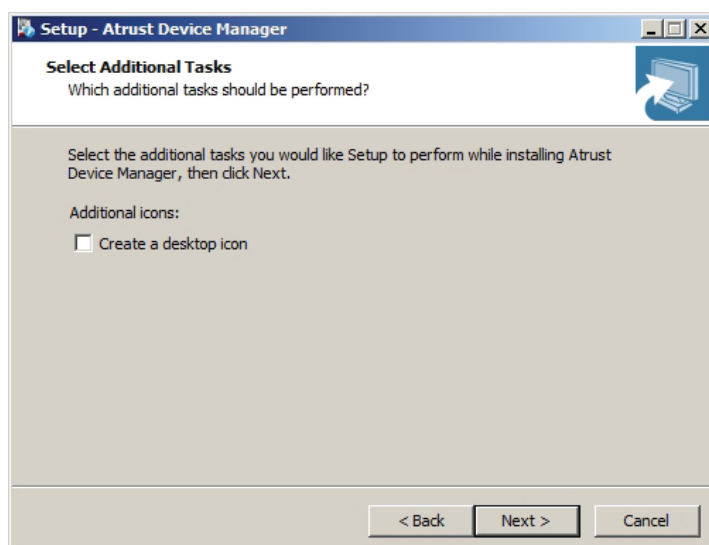 Setup - Atrust Device Manager
Select Additional Tasks
Which additional tasks should be performed?
Select the additional tasks you would like Setup to perform while installing Atrust
Device Manager, then click Next.
Additional icons:
Create a desktop icon
< Back Next > Cancel